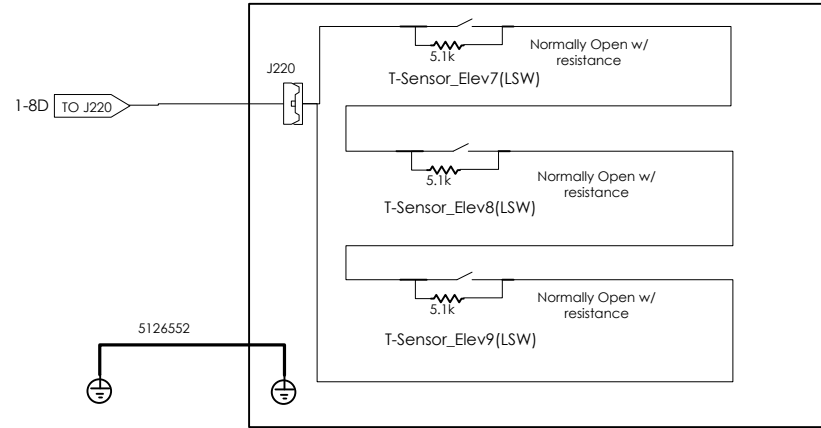 5.1k
Normally Open w/
resistance
T-Sensor_Elev7(LSW)
J220
1-8D
TO J220
5.1k
Normally Open w/
resistance
T-Sensor_Elev8(LSW)
5.1k
Normally Open w/
resistance
T-Sensor_Elev9(LSW)
5126552